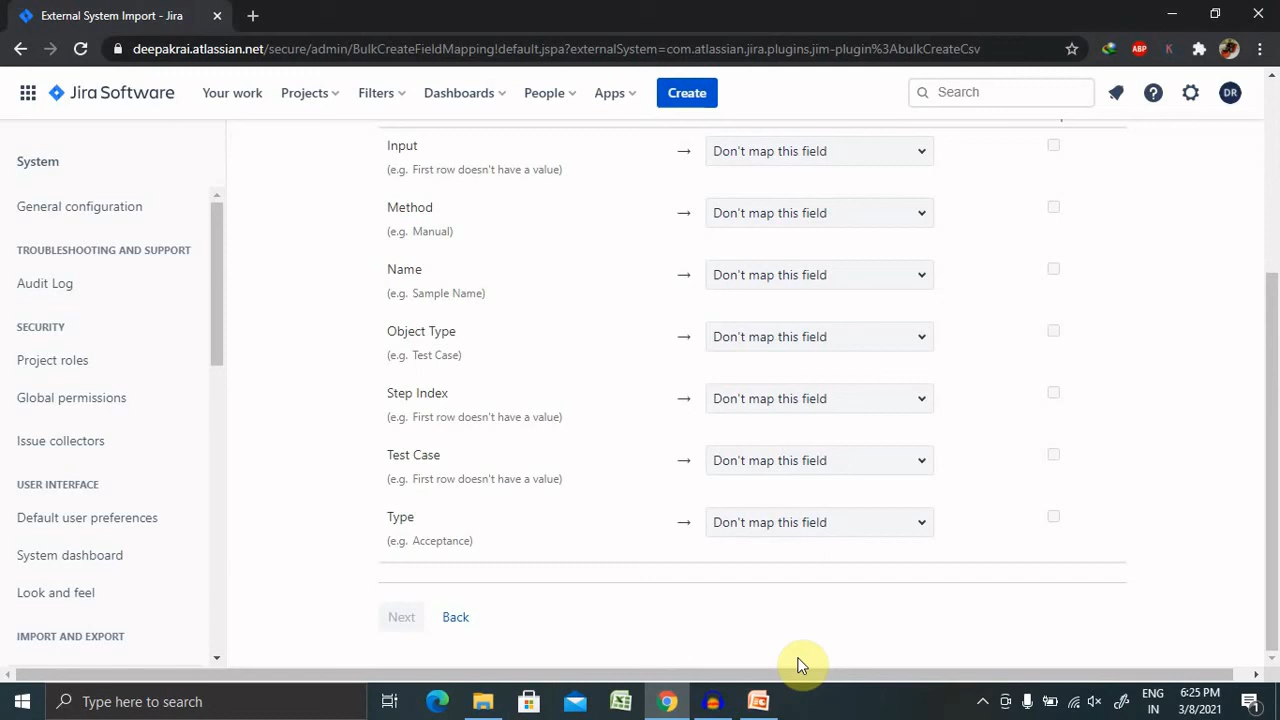 External System Import - Jira
deepakrai.atlassian.net/secure/admin/BulkCreateFieldMapping!default.jspa?externalSystem=com.atlassian.jira.plugins.jim-plugin%3AbulkCreateCsv
ABP
K
Jira Software
Your work
Projects
Filters
Dashboards
People
Apps
Create
Search
DR
System
General configuration
TROUBLESHOOTING AND SUPPORT
Audit Log
SECURITY
Project roles
Global permissions
Issue collectors
USER INTERFACE
Default user preferences
System dashboard
Look and feel
IMPORT AND EXPORT
Input
(e.g. First row doesn't have a value)
Don't map this field
Method
(e.g. Manual)
Don't map this field
Name
(e.g. Sample Name)
Don't map this field
Object Type
(e.g. Test Case)
Don't map this field
Step Index
(e.g. First row doesn't have a value)
Don't map this field
Test Case
(e.g. First row doesn't have a value)
Don't map this field
Type
(e.g. Acceptance)
Don't map this field
Next
Back
Type here to search
ENG
IN
6:25 PM
3/8/2021
1